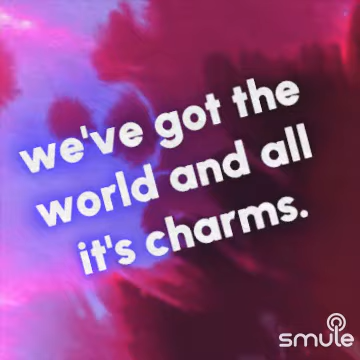 we've got the
world and all
it's charms.
smule